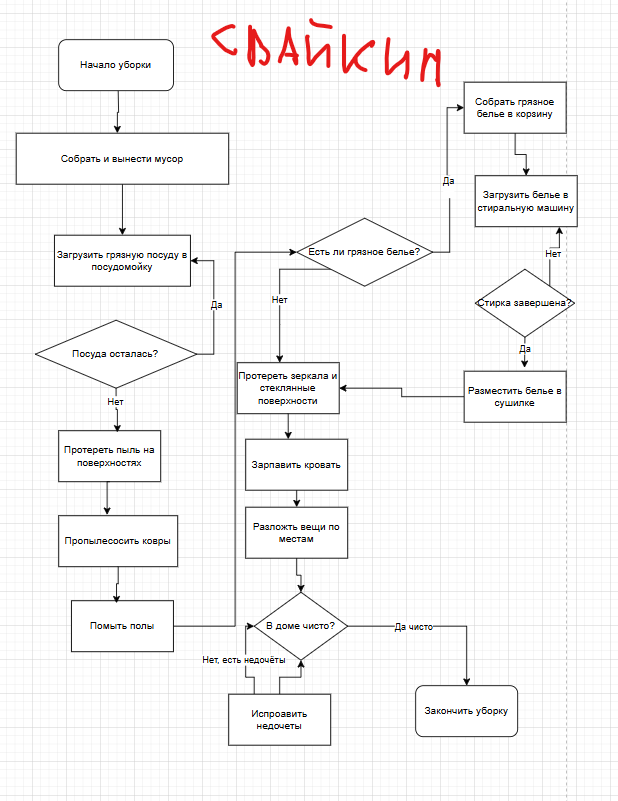 СВАЙКИН
Начало уборки
Собрать и вынести мусор
Загрузить грязную посуду в
посудомойку
Да
Посуда осталась?
Нет
Протереть пыль на
поверхностях
Пропылесосить ковры
Помыть полы
Есть ли грязное белье?
Да
Собрать грязное
белье в корзину
Загрузить белье в
стиральную машину
Нет
Стирка завершена?
Да
Разместить белье в
сушилке
Нет
Протереть зеркала и
стеклянные
поверхности
Зарпавить кровать
Разложть вещи по
местам
В доме чисто?
Да чисто
Нет, есть недочёты
Испроавить
недочеты
Закончить уборку